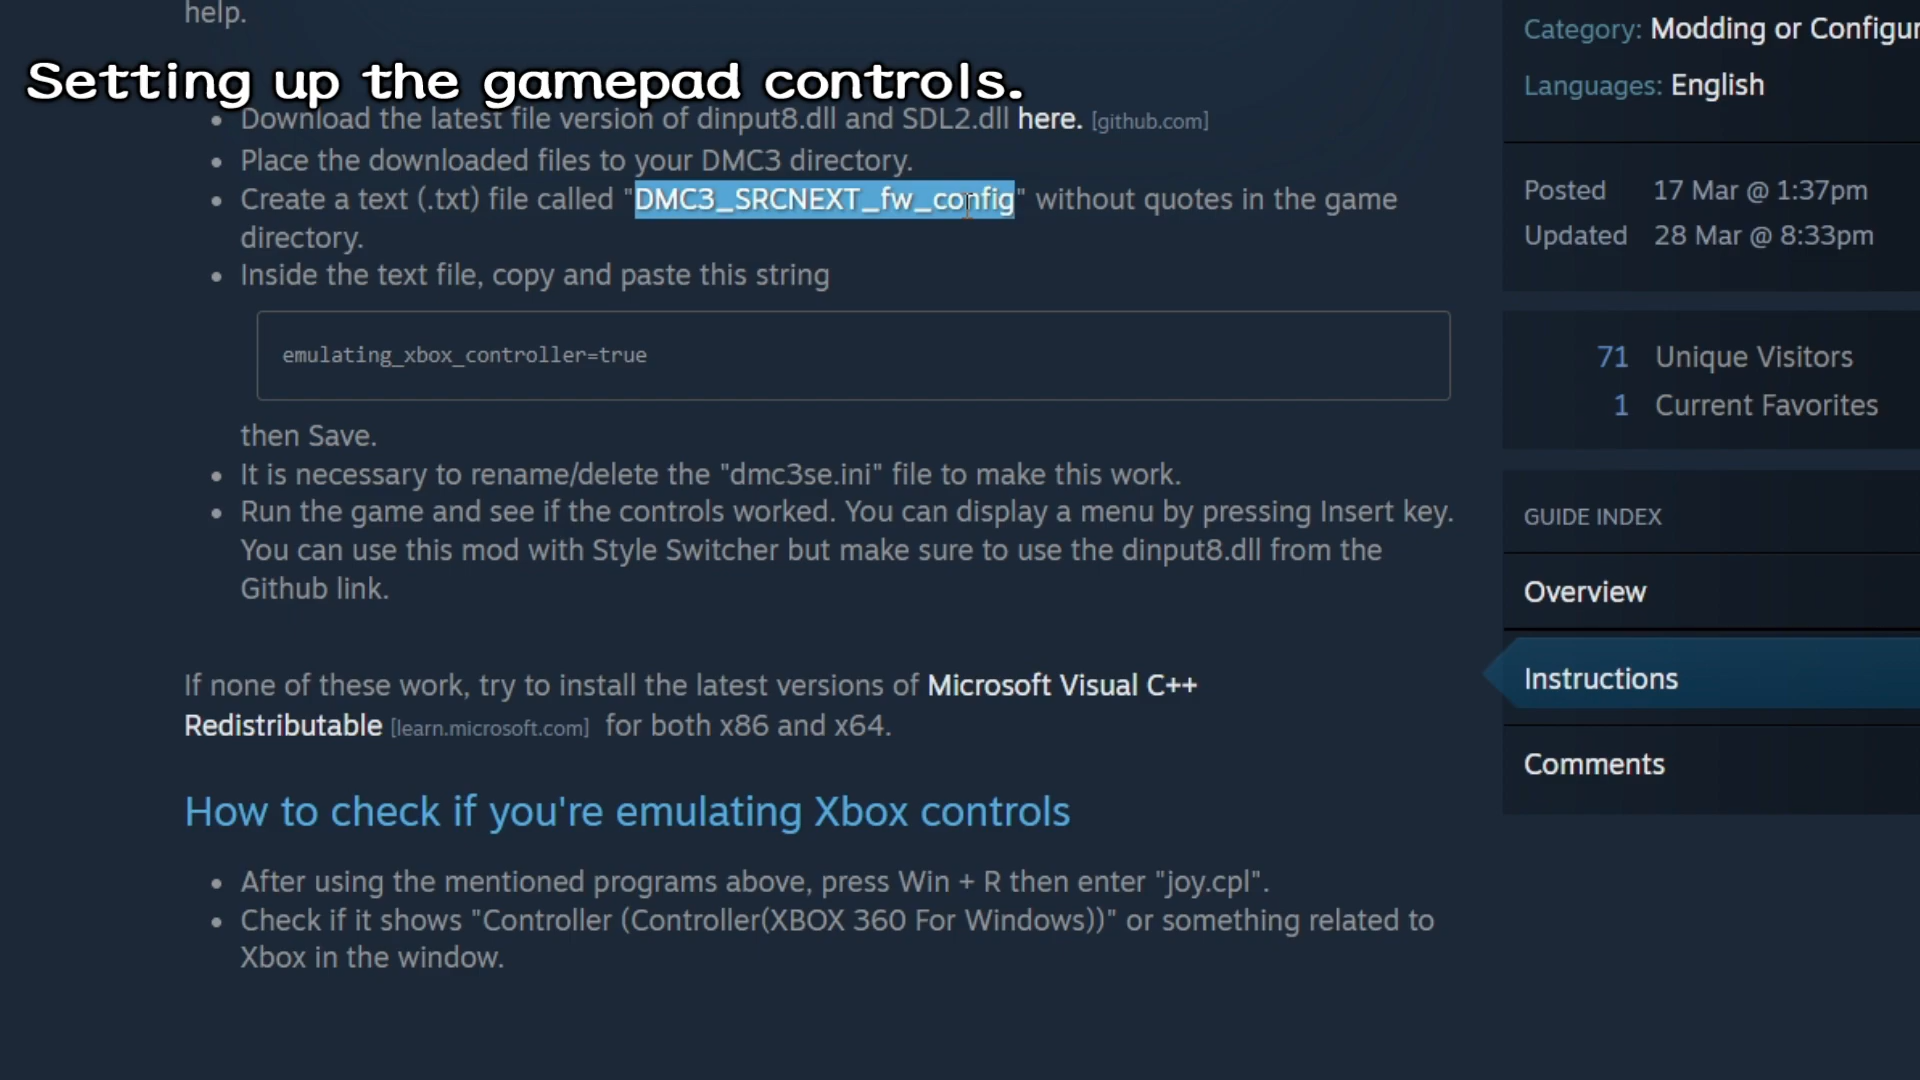 help.
Setting up the gamepad controls.
• Download the latest file version of dinput8.dll and SDL2.dll here. [github.com]
• Place the downloaded files to your DMC3 directory.
• Create a text (.txt) file called "DMC3_SRCNEXT_fw_config" without quotes in the game
directory.
• Inside the text file, copy and paste this string
emulating_xbox_controller=true
then Save.
• It is necessary to rename/delete the "dmc3se.ini" file to make this work.
• Run the game and see if the controls worked. You can display a menu by pressing Insert key.
You can use this mod with Style Switcher but make sure to use the dinput8.dll from the
Github link.
If none of these work, try to install the latest versions of Microsoft Visual C++
Redistributable [learn.microsoft.com] for both x86 and x64.
How to check if you're emulating Xbox controls
• After using the mentioned programs above, press Win + R then enter "joy.cpl".
• Check if it shows "Controller (Controller(XBOX 360 For Windows))" or something related to
Xbox in the window.
Category: Modding or Configur
Languages: English
Posted 17 Mar @ 1:37pm
Updated 28 Mar @ 8:33pm
71 Unique Visitors
1 Current Favorites
GUIDE INDEX
Overview
Instructions
Comments